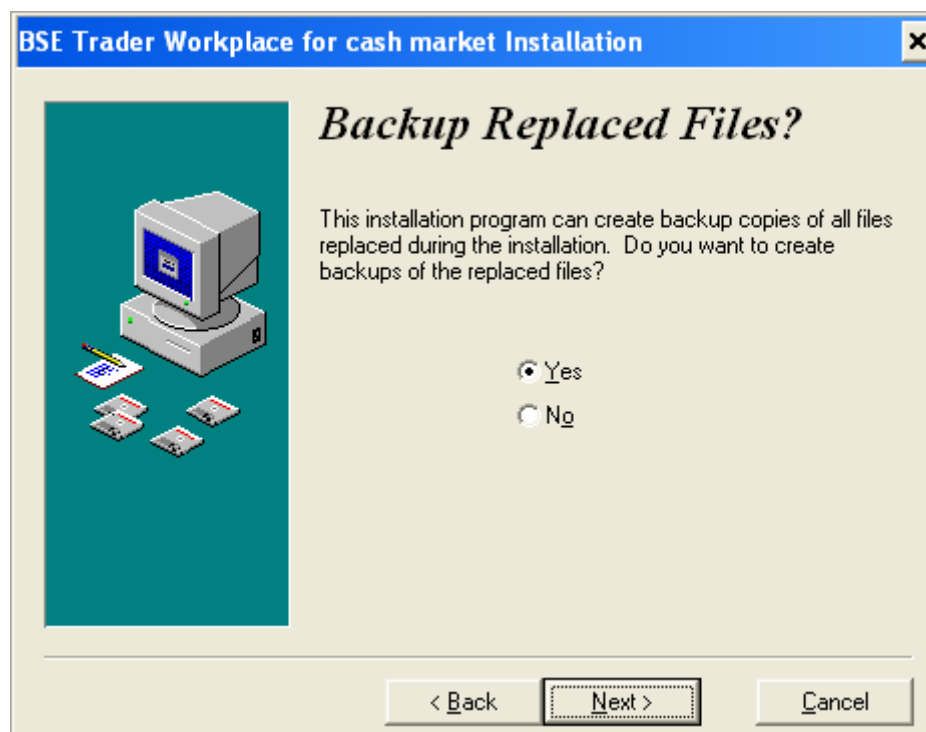 BSE Trader Workplace for cash market Installation
Backup Replaced Files?
This installation program can create backup copies of all files
replaced during the installation. Do you want to create
backups of the replaced files?
Yes
No
< Back
Next >
Cancel